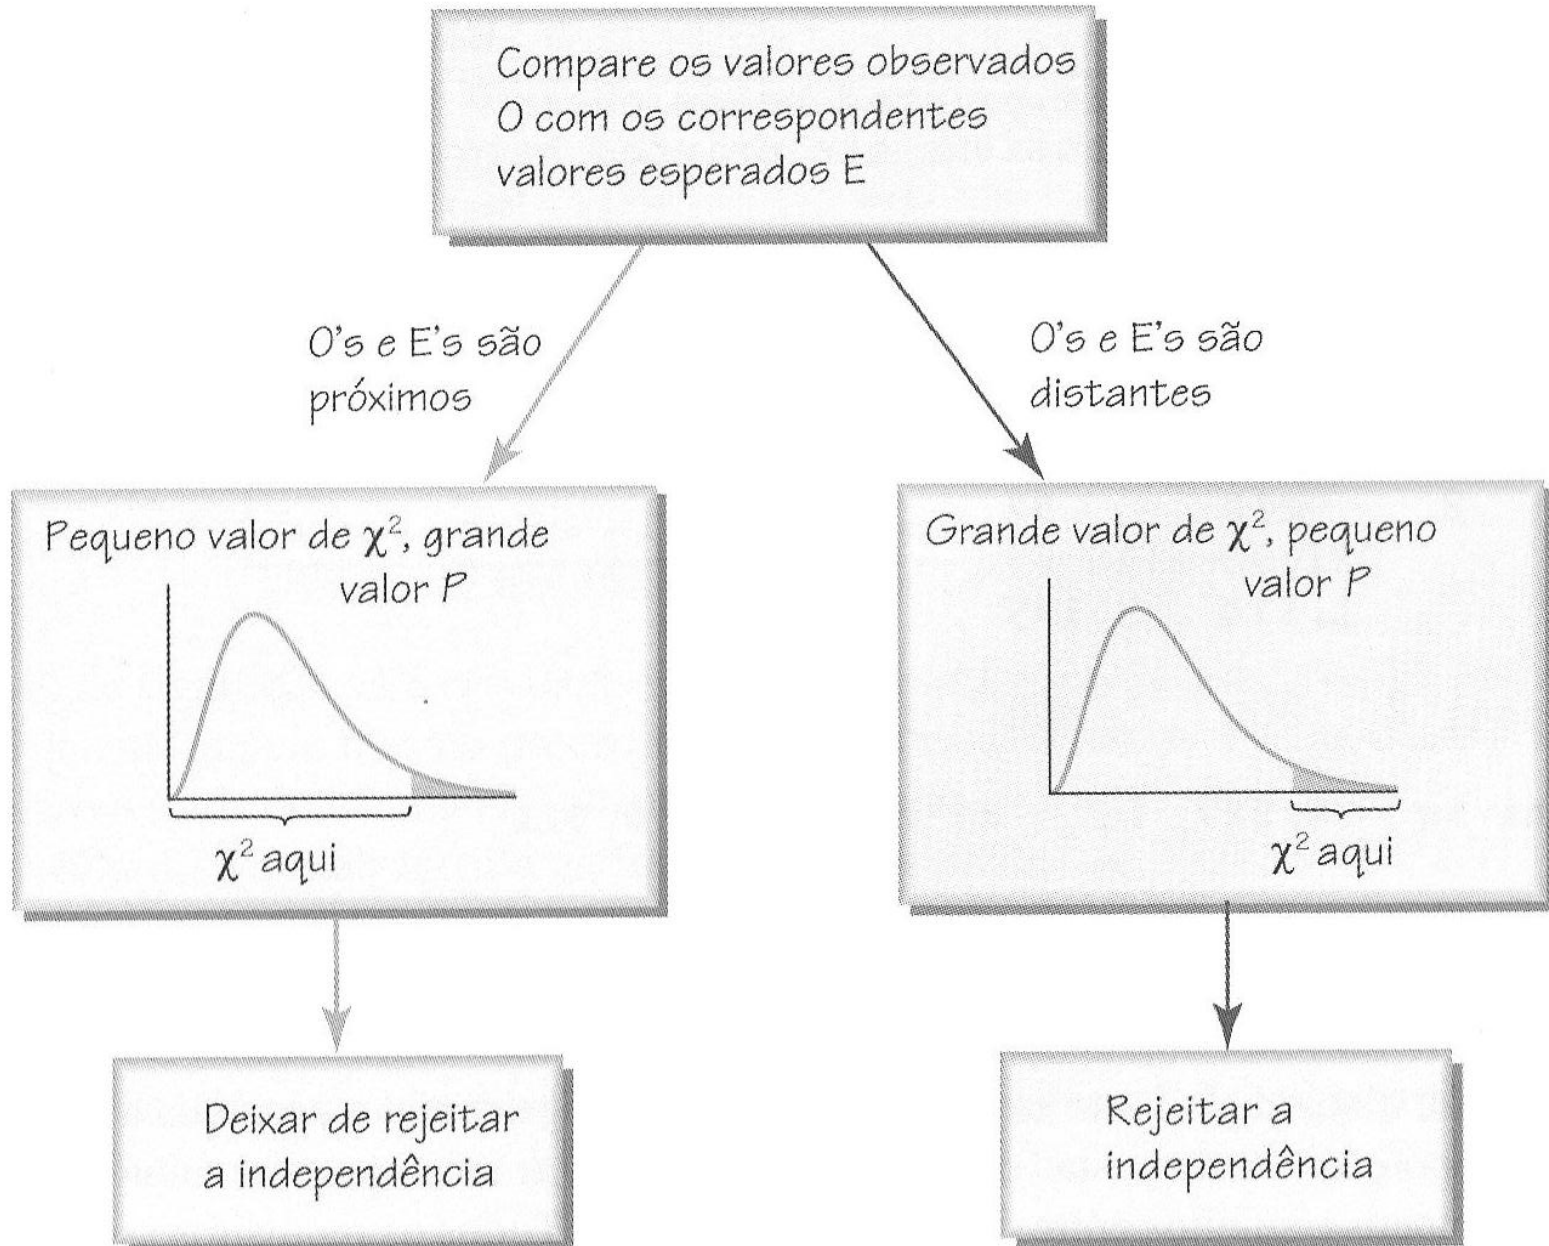 Compare os valores observados
O com os correspondentes
valores esperados E
O's e E's são
próximos
O's e E's são
distantes
Pequeno valor de χ², grande
valor P
χ² aqui
Grande valor de χ², pequeno
valor P
χ² aqui
Deixar de rejeitar
a independência
Rejeitar a
independência